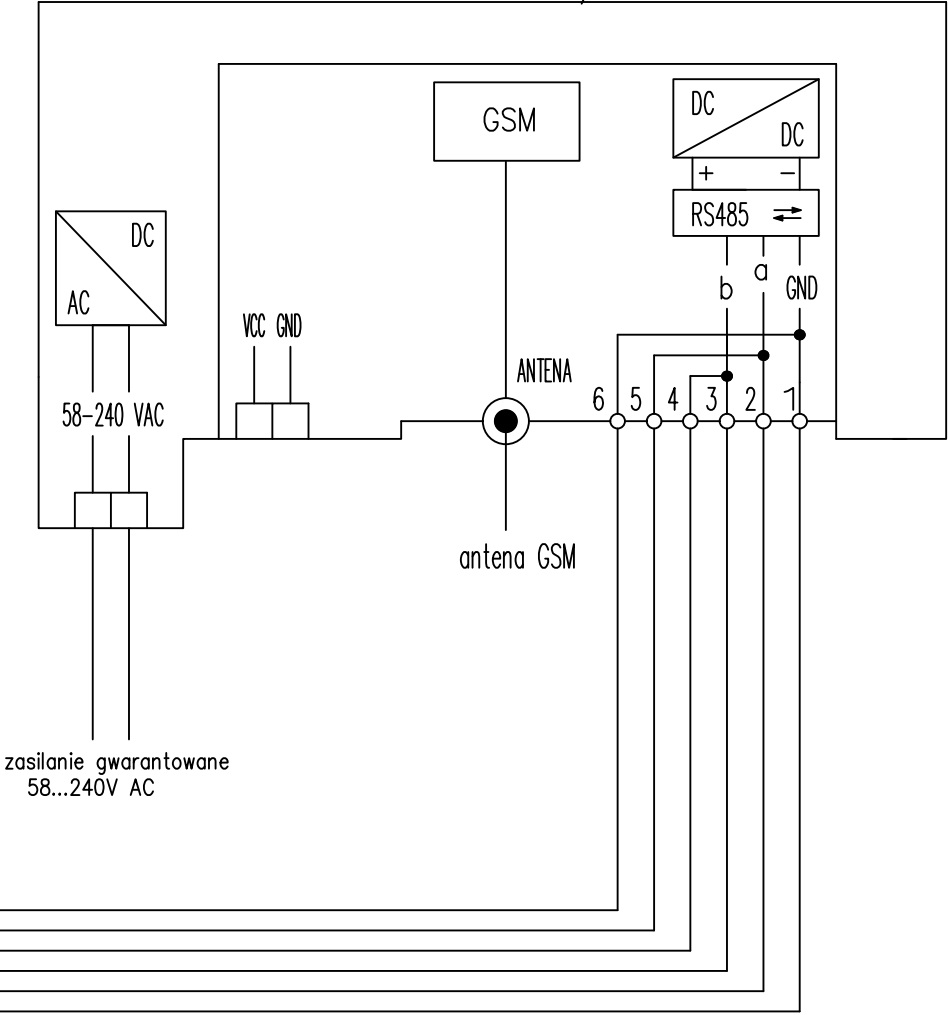 GSM
DC
DC
+ −
RS485 ⇄
DC
AC
b
a
GND
VCC GND
ANTENA
58-240 VAC
6 5 4 3 2 1
antena GSM
zasilanie gwarantowane
58...240V AC